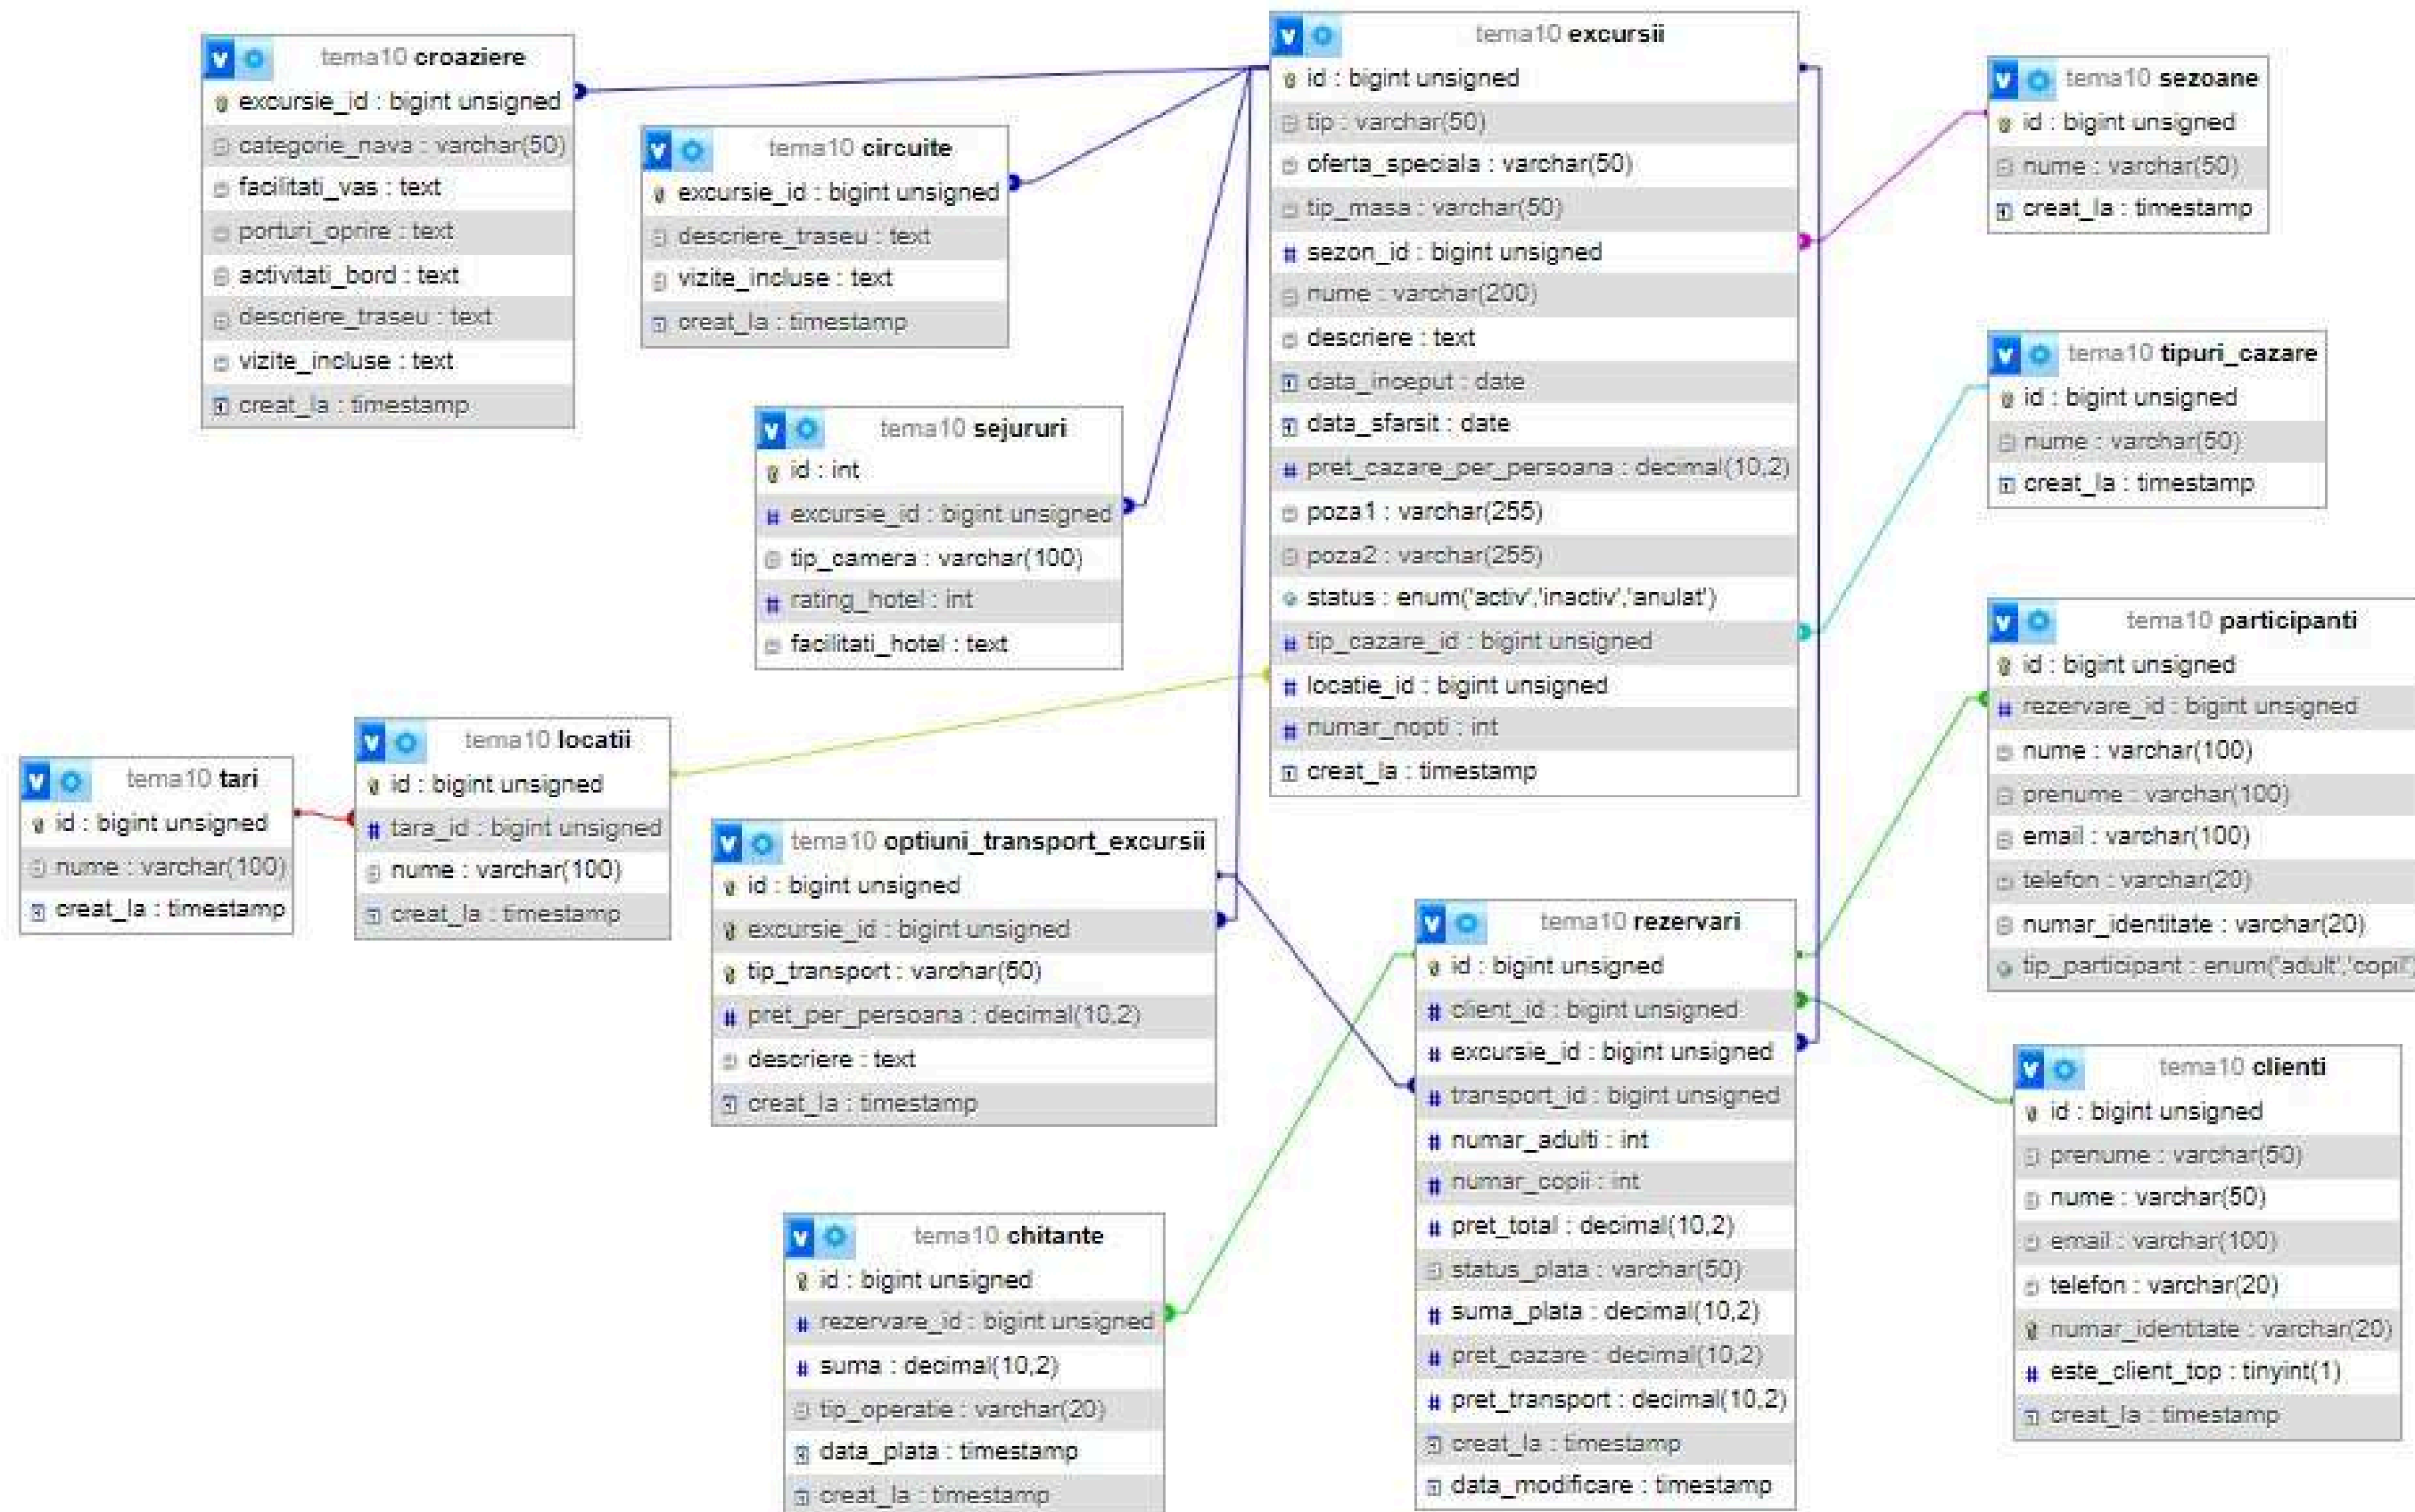 tema10 croaziere
excursie_id : bigint unsigned
categorie_nava : varchar(50)
facilitati_vas : text
porturi_oprire : text
activitati_bord : text
descriere_traseu : text
vizite_incluse : text
creat_la : timestamp
tema10 circuite
excursie_id : bigint unsigned
descriere_traseu : text
vizite_incluse : text
creat_la : timestamp
tema10 sejururi
id : int
excursie_id : bigint unsigned
tip_camera : varchar(100)
rating_hotel : int
facilitati_hotel : text
tema10 excursii
id : bigint unsigned
tip : varchar(50)
oferta_speciala : varchar(50)
tip_masa : varchar(50)
sezon_id : bigint unsigned
nume : varchar(200)
descriere : text
data_inceput : date
data_sfarsit : date
pret_cazare_per_persoana : decimal(10,2)
poza1 : varchar(255)
poza2 : varchar(255)
status : enum('activ','inactiv','anulat')
tip_cazare_id : bigint unsigned
locatie_id : bigint unsigned
numar_nopti : int
creat_la : timestamp
tema10 sezoane
id : bigint unsigned
nume : varchar(50)
creat_la : timestamp
tema10 tipuri_cazare
id : bigint unsigned
nume : varchar(50)
creat_la : timestamp
tema10 participanti
id : bigint unsigned
rezervare_id : bigint unsigned
nume : varchar(100)
prenume : varchar(100)
email : varchar(100)
telefon : varchar(20)
numar_identitate : varchar(20)
tip_participant : enum('adult','copil')
tema10 tari
id : bigint unsigned
nume : varchar(100)
creat_la : timestamp
tema10 locatii
id : bigint unsigned
tara_id : bigint unsigned
nume : varchar(100)
creat_la : timestamp
tema10 optiuni_transport_excursii
id : bigint unsigned
excursie_id : bigint unsigned
tip_transport : varchar(50)
pret_per_persoana : decimal(10,2)
descriere : text
creat_la : timestamp
tema10 rezervari
id : bigint unsigned
client_id : bigint unsigned
excursie_id : bigint unsigned
transport_id : bigint unsigned
numar_adulti : int
numar_copii : int
pret_total : decimal(10,2)
status_plata : varchar(50)
suma_plata : decimal(10,2)
pret_cazare : decimal(10,2)
pret_transport : decimal(10,2)
creat_la : timestamp
data_modificare : timestamp
tema10 clienti
id : bigint unsigned
prenume : varchar(50)
nume : varchar(50)
email : varchar(100)
telefon : varchar(20)
numar_identitate : varchar(20)
este_client_top : tinyint(1)
creat_la : timestamp
tema10 chitante
id : bigint unsigned
rezervare_id : bigint unsigned
suma : decimal(10,2)
tip_operatie : varchar(20)
data_plata : timestamp
creat_la : timestamp